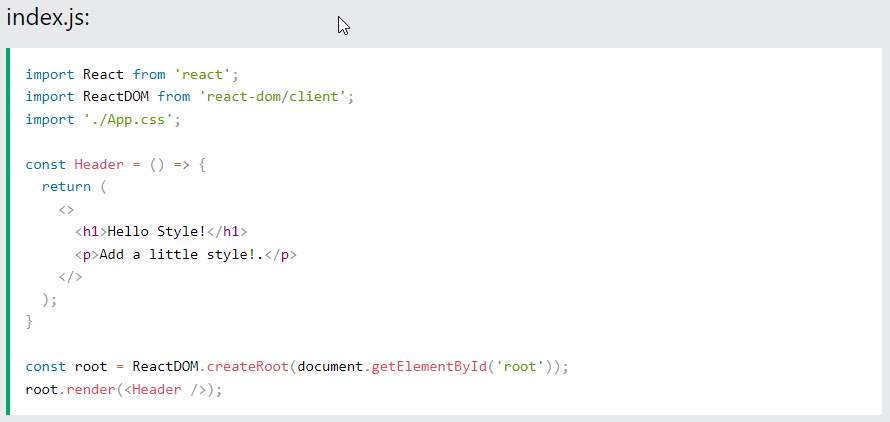 index.js:
import React from 'react';
import ReactDOM from 'react-dom/client';
import './App.css';
const Header = () => {
  return (
    <>
      <h1>Hello Style!</h1>
      <p>Add a little style!.</p>
    </>
  );
}
const root = ReactDOM.createRoot(document.getElementById('root'));
root.render(<Header />);